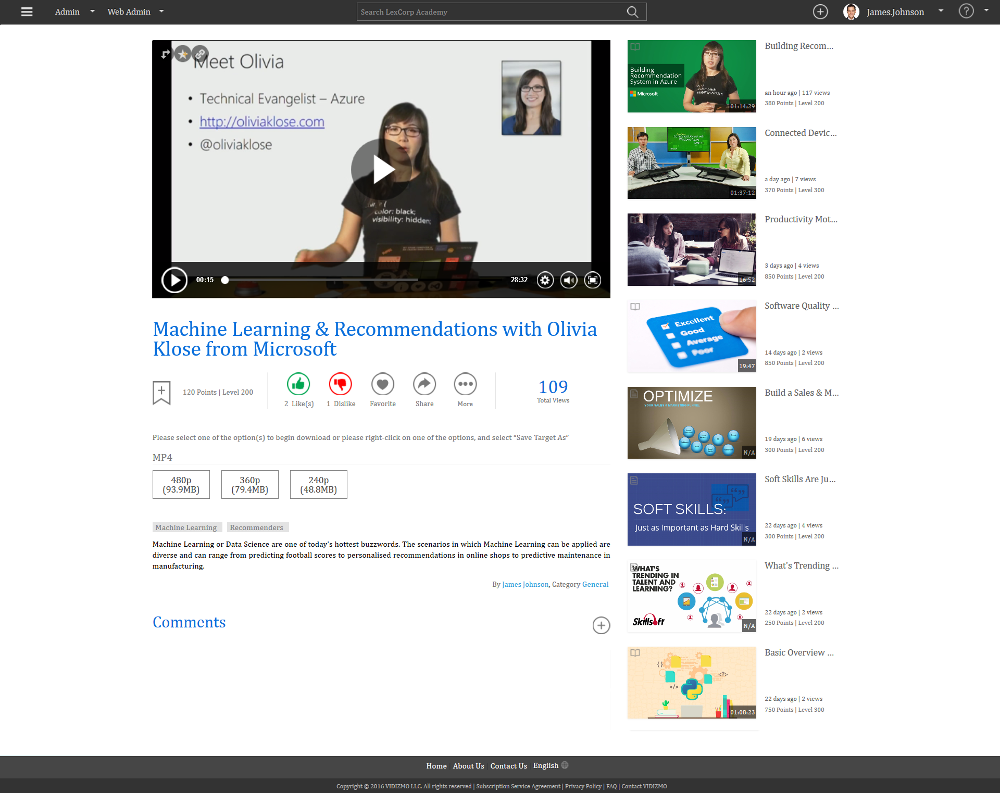 Admin
Web Admin
Search LexCorp Academy
James.Johnson
?
Meet Olivia
• Technical Evangelist – Azure
• http://oliviaklose.com
• @oliviaklose
color: black;
visibility: hidden;
00:15
28:32
Machine Learning & Recommendations with Olivia
Klose from Microsoft
120 Points | Level 200
2 Like(s)
1 Dislike
Favorite
Share
More
109
Total Views
Please select one of the option(s) to begin download or please right-click on one of the options, and select “Save Target As”
MP4
480p
(93.9MB)
360p
(79.4MB)
240p
(48.8MB)
Machine Learning
Recommenders
Machine Learning or Data Science are one of today's hottest buzzwords. The scenarios in which Machine Learning can be applied are
diverse and can range from predicting football scores to personalised recommendations in online shops to predictive maintenance in
manufacturing.
By James Johnson, Category General
Comments
Building
Recommendation
System in Azure
Microsoft
color: black;
visibility: hidden;
01:14:29
Building Recom...
an hour ago | 117 views
380 Points | Level 200
Connected Devices with
Windows Azure
01:37:12
Connected Devic...
a day ago | 7 views
370 Points | Level 300
16:52
Productivity Mot...
3 days ago | 4 views
850 Points | Level 200
Excellent
Good
Average
Poor
19:47
Software Quality ...
14 days ago | 2 views
850 Points | Level 200
OPTIMIZE
YOUR SALES & MARKETING FUNNEL
N/A
Build a Sales & M...
19 days ago | 6 views
300 Points | Level 200
SOFT SKILLS:
Just as Important as Hard Skills
N/A
Soft Skills Are Ju...
22 days ago | 4 views
300 Points | Level 200
WHAT'S
TRENDING IN
TALENT AND
LEARNING?
Skillsoft
N/A
What's Trending ...
22 days ago | 2 views
250 Points | Level 200
{}
<?>
</>
01:08:23
Basic Overview ...
22 days ago | 2 views
750 Points | Level 300
Home
About Us
Contact Us
English
Copyright © 2016 VIDIZMO LLC. All rights reserved | Subscription Service Agreement | Privacy Policy | FAQ | Contact VIDIZMO